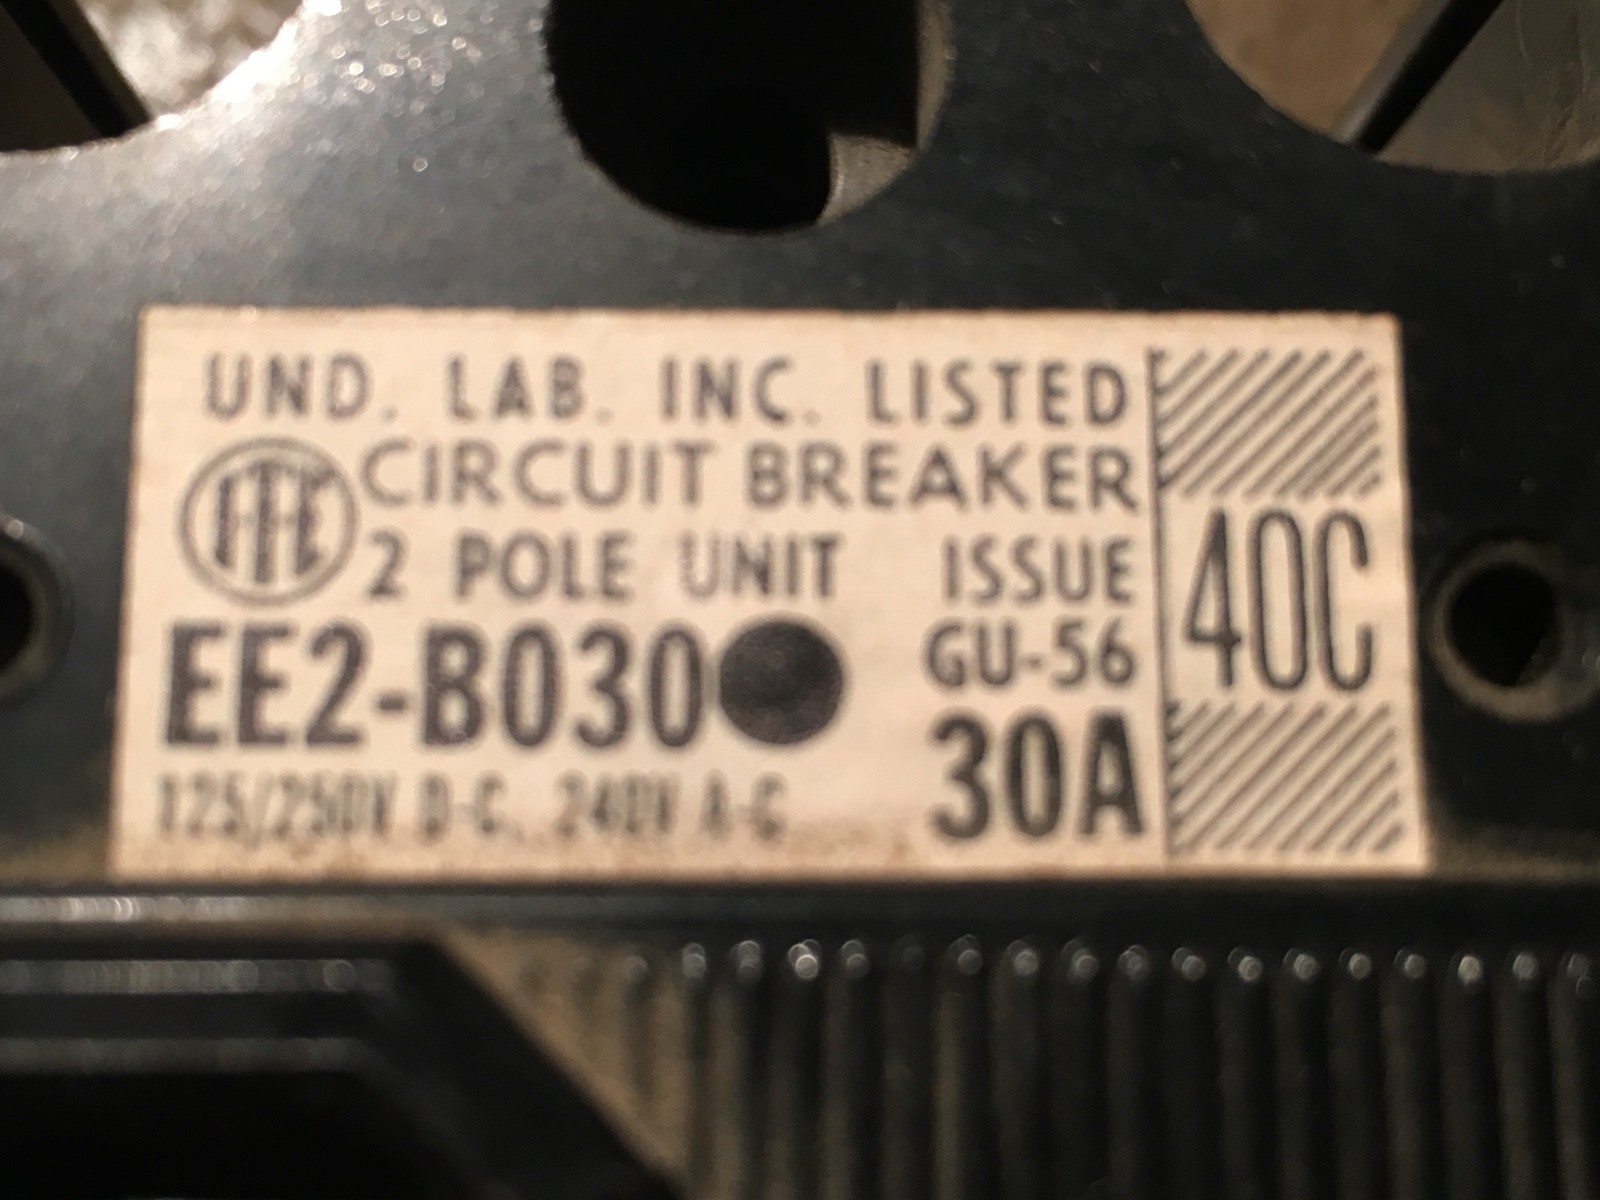 UND. LAB. INC. LISTED
ITE CIRCUIT BREAKER
2 POLE UNIT ISSUE
EE2-B030 GU-56
125/250V D-C, 240V A-C 30A
40C